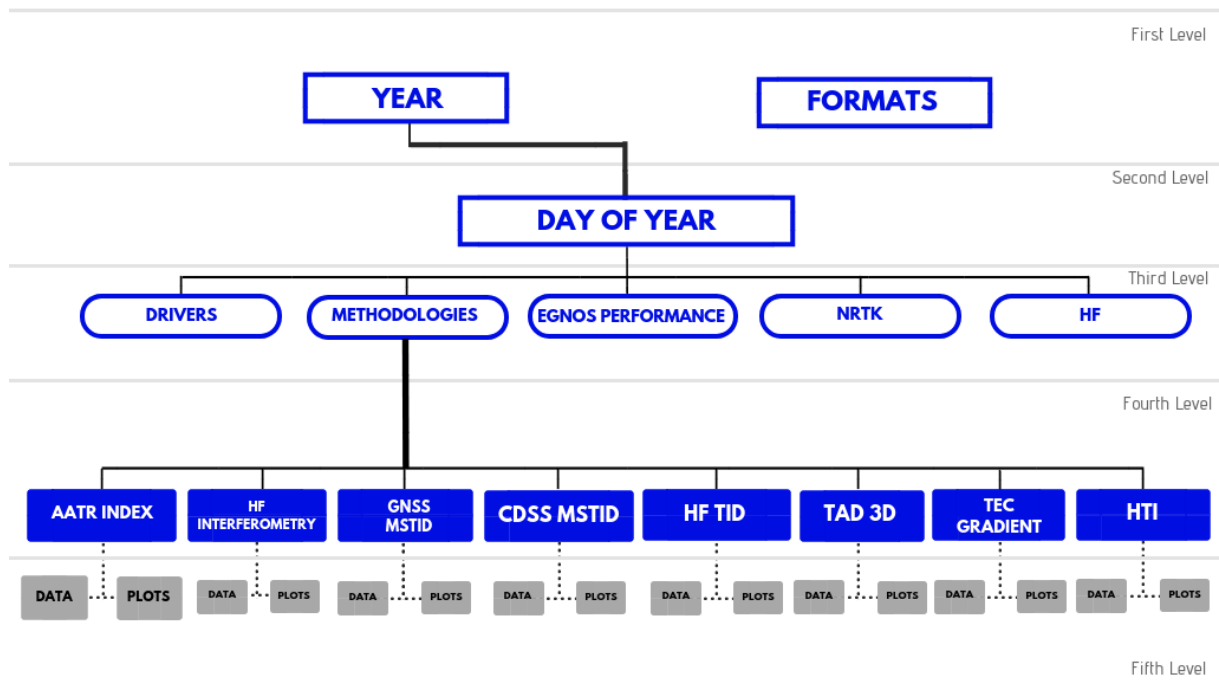 First Level
YEAR
FORMATS
Second Level
DAY OF YEAR
Third Level
DRIVERS
METHODOLOGIES
EGNOS PERFORMANCE
NRTK
HF
Fourth Level
AATR INDEX
HF
INTERFEROMETRY
GNSS
MSTID
CDSS MSTID
HF TID
TAD 3D
TEC
GRADIENT
HTI
DATA
PLOTS
DATA
PLOTS
DATA
PLOTS
DATA
PLOTS
DATA
PLOTS
DATA
PLOTS
DATA
PLOTS
DATA
PLOTS
Fifth Level